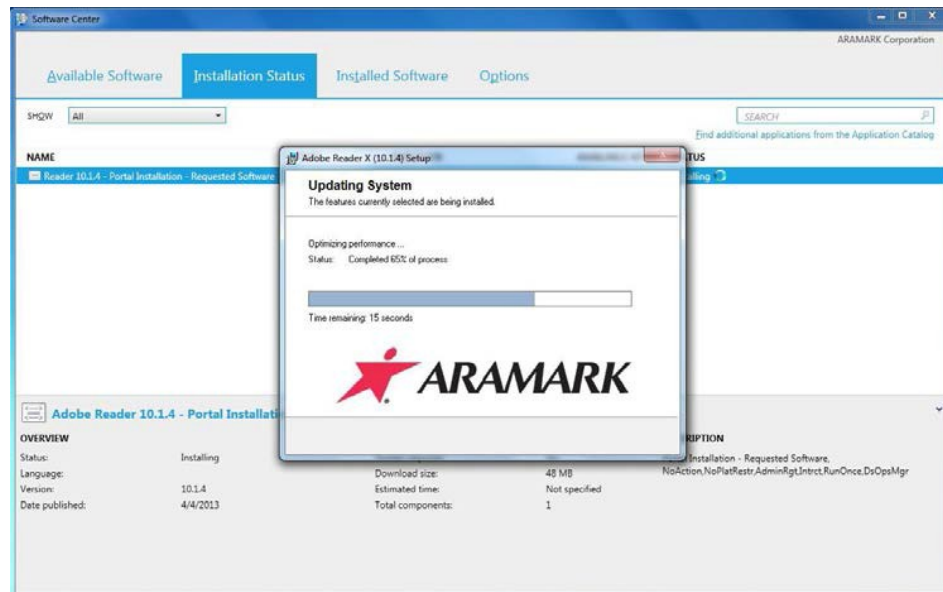 Software Center
ARAMARK Corporation
Available Software Installation Status Installed Software Options
SHOW All
SEARCH
Find additional applications from the Application Catalog
NAME
TUS
Reader 10.1.4 - Portal Installation - Requested Software
alling
Adobe Reader X (10.1.4) Setup
Updating System
The features currently selected are being installed.
Optimizing performance ...
Status: Completed 65% of process
Time remaining: 15 seconds
ARAMARK
Adobe Reader 10.1.4 - Portal Installati
OVERVIEW
RIPTION
Status: Installing
Language:
Version: 10.1.4
Date published: 4/4/2013
Download size: 48 MB
Estimated time: Not specified
Total components: 1
Installation - Requested Software,
NoAction,NoPlatRestr,AdminRgt,Intrct,RunOnce,DsOpsMgr